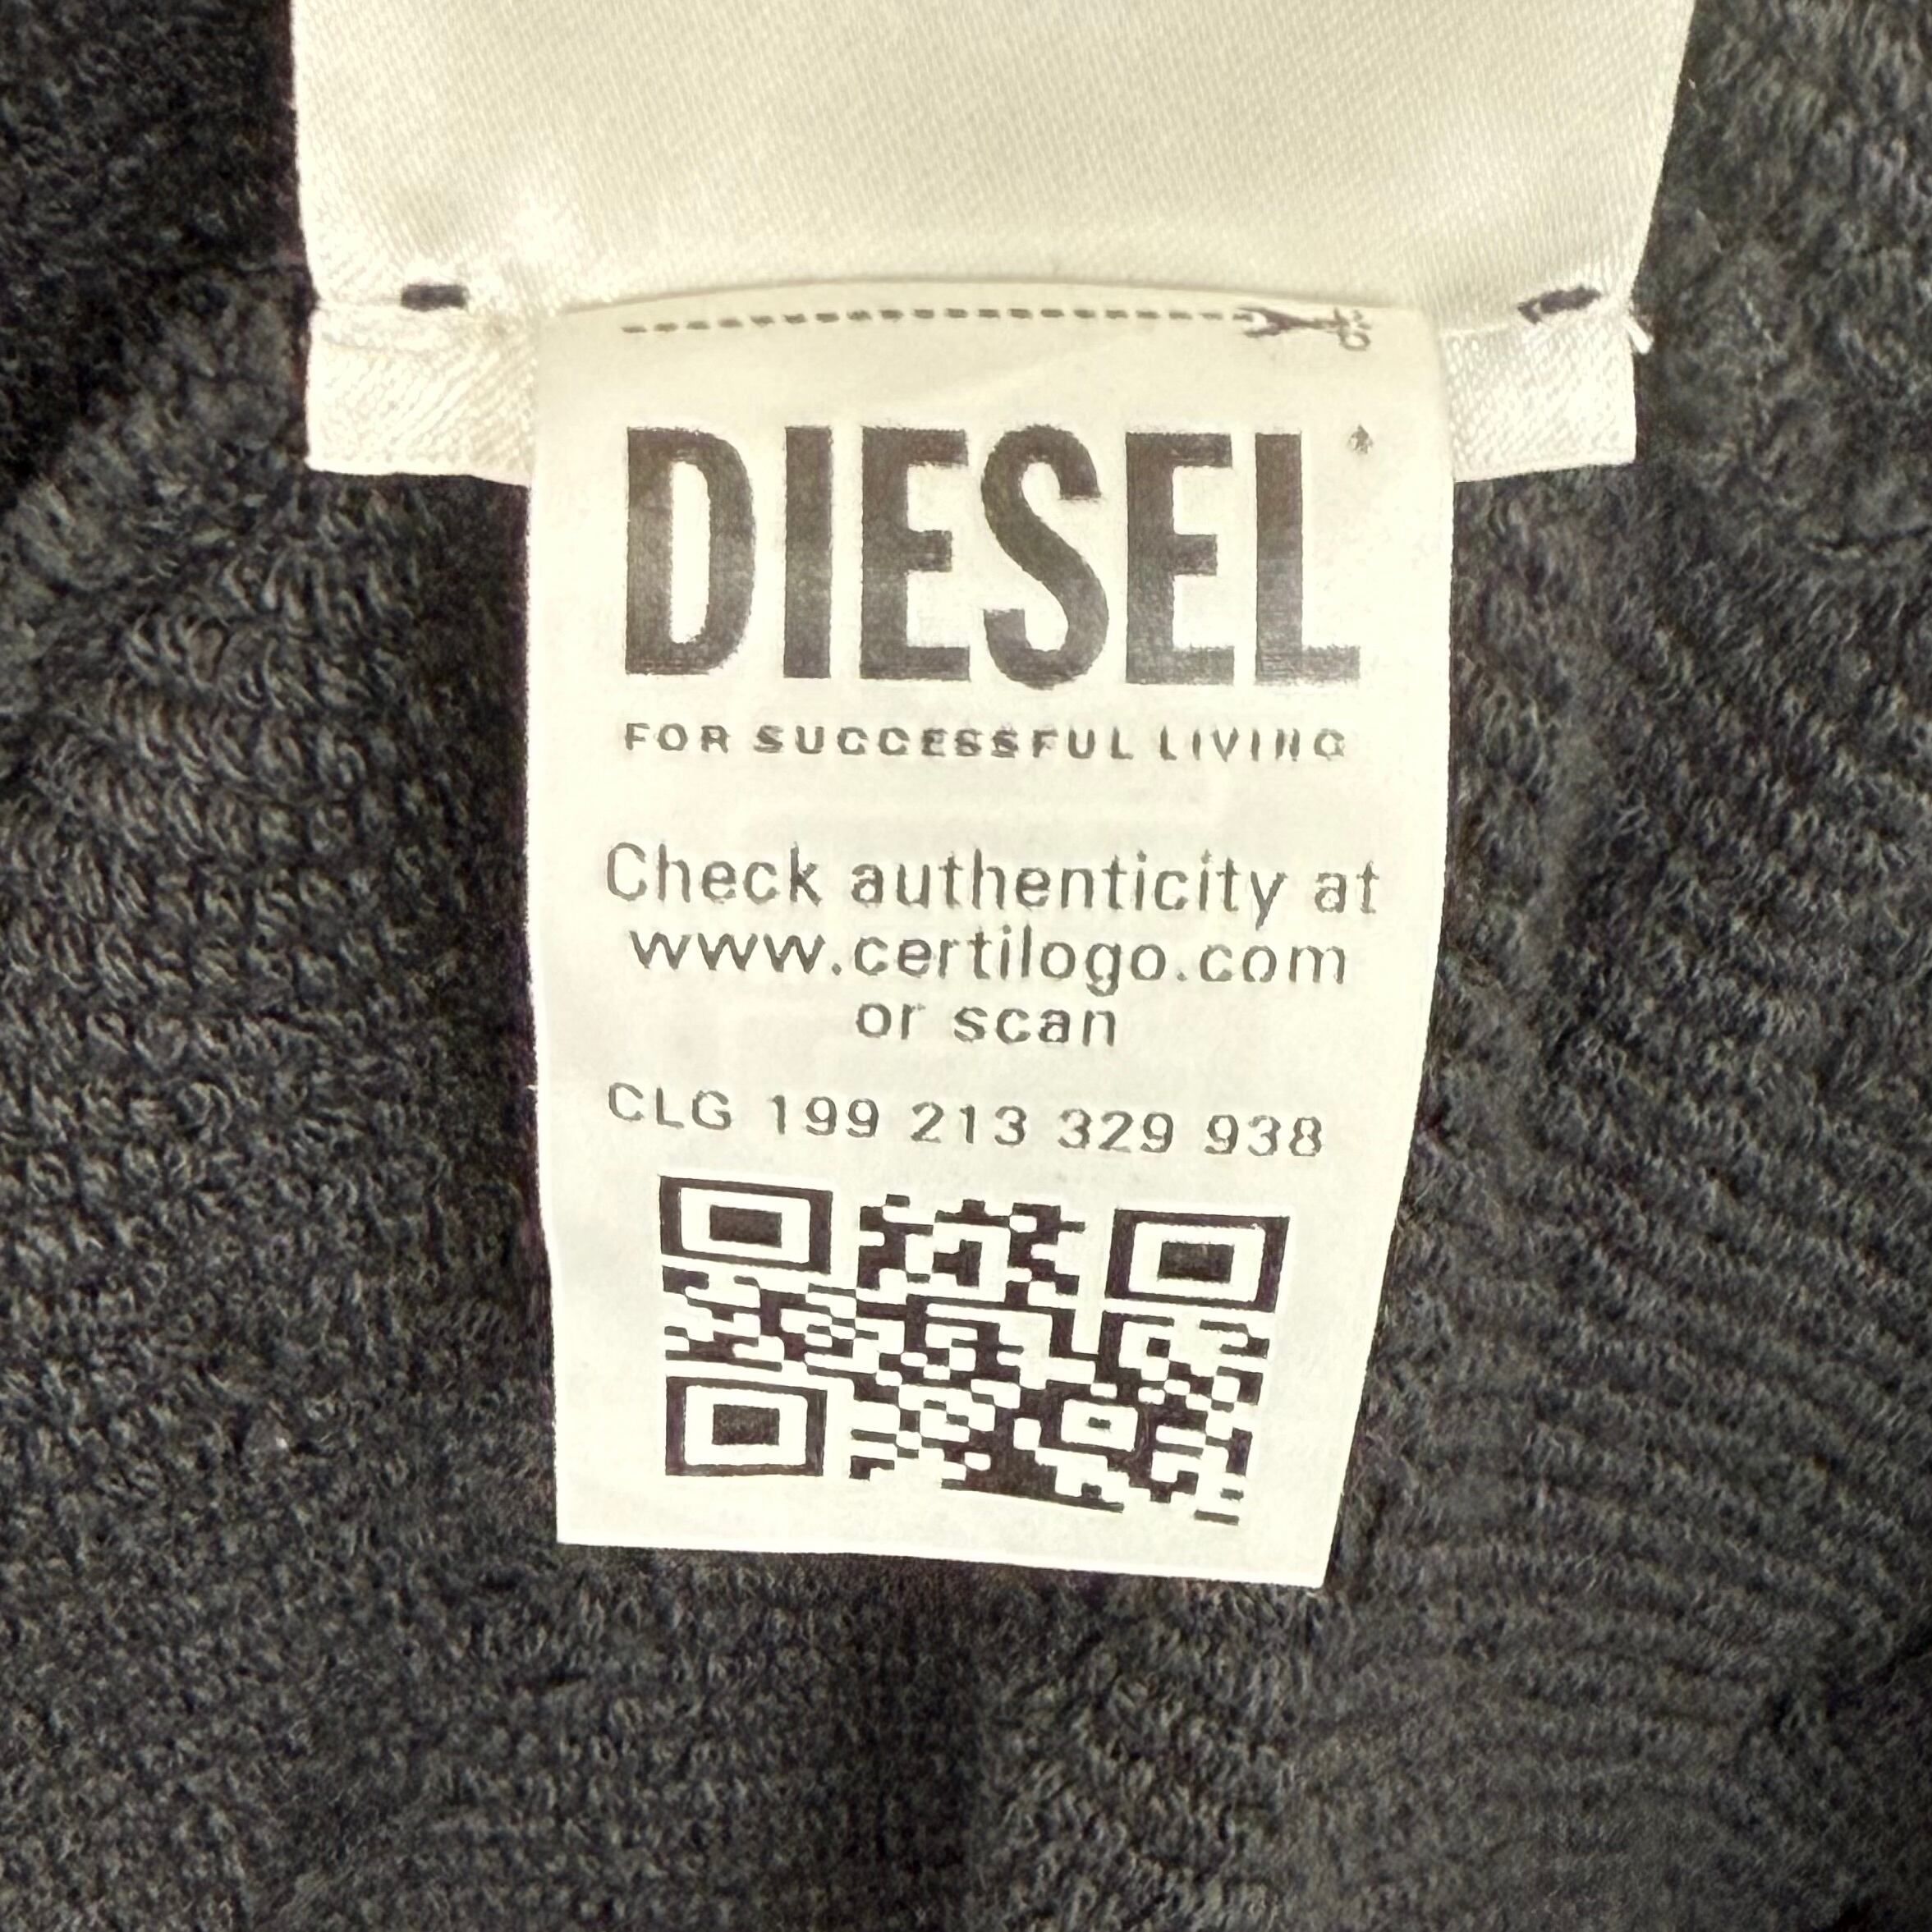 DIESEL
FOR SUCCESSFUL LIVING
Check authenticity at
www.certilogo.com
or scan
CLG 199 213 329 938